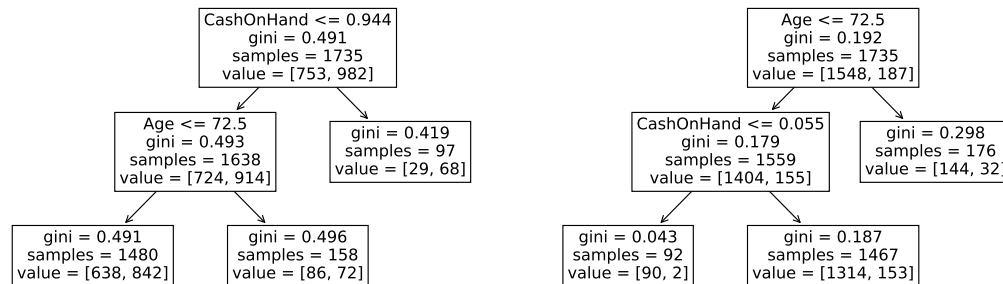 CashOnHand <= 0.944
gini = 0.491
samples = 1735
value = [753, 982]
Age <= 72.5
gini = 0.493
samples = 1638
value = [724, 914]
gini = 0.419
samples = 97
value = [29, 68]
gini = 0.491
samples = 1480
value = [638, 842]
gini = 0.496
samples = 158
value = [86, 72]
Age <= 72.5
gini = 0.192
samples = 1735
value = [1548, 187]
CashOnHand <= 0.055
gini = 0.179
samples = 1559
value = [1404, 155]
gini = 0.298
samples = 176
value = [144, 32]
gini = 0.043
samples = 92
value = [90, 2]
gini = 0.187
samples = 1467
value = [1314, 153]